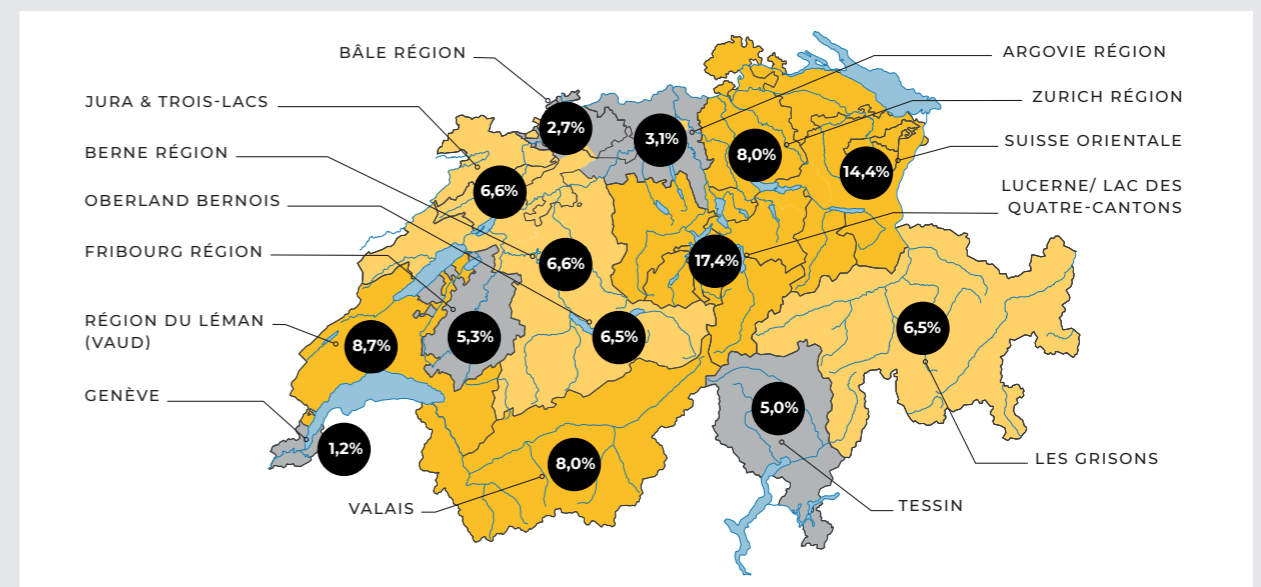 BÂLE RÉGION
JURA & TROIS-LACS
BERNE RÉGION
OBERLAND BERNOIS
FRIBOURG RÉGION
RÉGION DU LÉMAN
(VAUD)
GENÈVE
VALAIS
ARGOVIE RÉGION
ZURICH RÉGION
SUISSE ORIENTALE
LUCERNE/ LAC DES
QUATRE-CANTONS
LES GRISONS
TESSIN
2,7%
3,1%
8,0%
14,4%
6,6%
6,6%
17,4%
8,7%
5,3%
6,5%
6,5%
5,0%
1,2%
8,0%